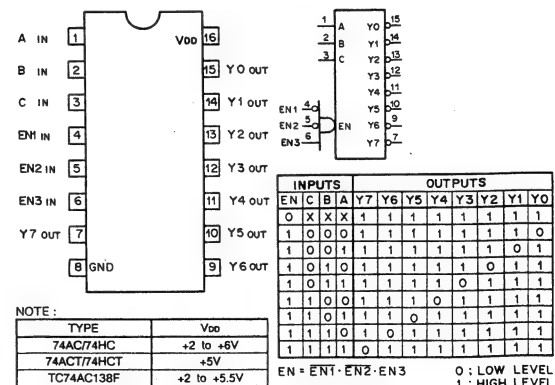 A IN 1 VDD 16
B IN 2 15 Y0 OUT
C IN 3 14 Y1 OUT
EN1 IN 4 13 Y2 OUT
EN2 IN 5 12 Y3 OUT
EN3 IN 6 11 Y4 OUT
Y7 OUT 7 10 Y5 OUT
8 GND 9 Y6 OUT
1 A Y0 15
2 B Y1 14
3 C Y2 13
Y3 12
Y4 11
EN1 4 Y5 10
EN2 5 EN Y6 9
EN3 6 Y7 7
INPUTS OUTPUTS
EN C B A Y7 Y6 Y5 Y4 Y3 Y2 Y1 Y0
0 X X X 1 1 1 1 1 1 1 1
1 0 0 0 1 1 1 1 1 1 1 0
1 0 0 1 1 1 1 1 1 1 0 1
1 0 1 0 1 1 1 1 1 0 1 1
1 0 1 1 1 1 1 1 0 1 1 1
1 1 0 0 1 1 1 0 1 1 1 1
1 1 0 1 1 1 0 1 1 1 1 1
1 1 1 0 1 0 1 1 1 1 1 1
1 1 1 1 0 1 1 1 1 1 1 1
EN = E̅N̅1̅ · E̅N̅2̅ · EN3
0 ; LOW LEVEL
1 ; HIGH LEVEL
NOTE :
TYPE VDD
74AC/74HC +2 to +6V
74ACT/74HCT +5V
TC74AC138F +2 to +5.5V